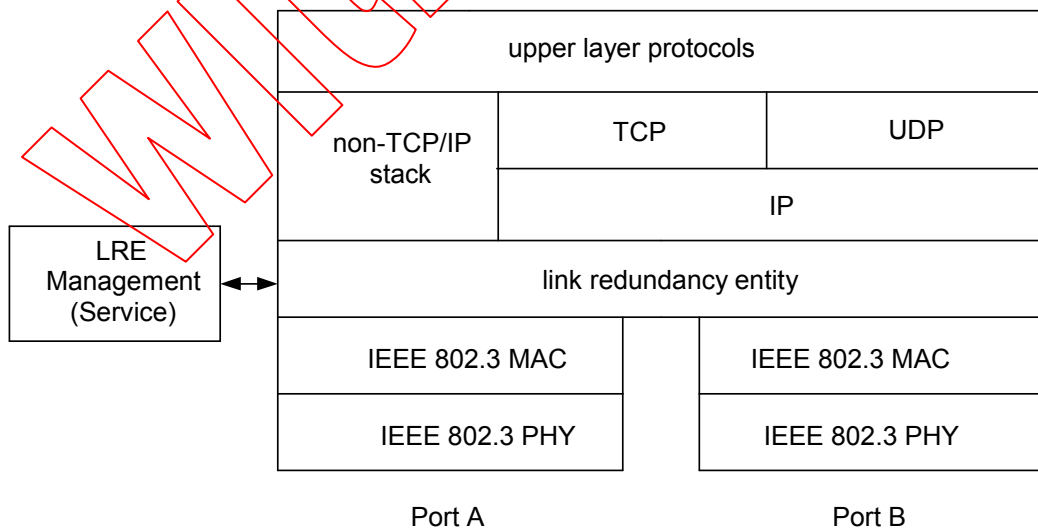 upper layer protocols
non-TCP/IP
stack
TCP
UDP
IP
LRE
Management
(Service)
link redundancy entity
IEEE 802.3 MAC
IEEE 802.3 MAC
IEEE 802.3 PHY
IEEE 802.3 PHY
Port A
Port B